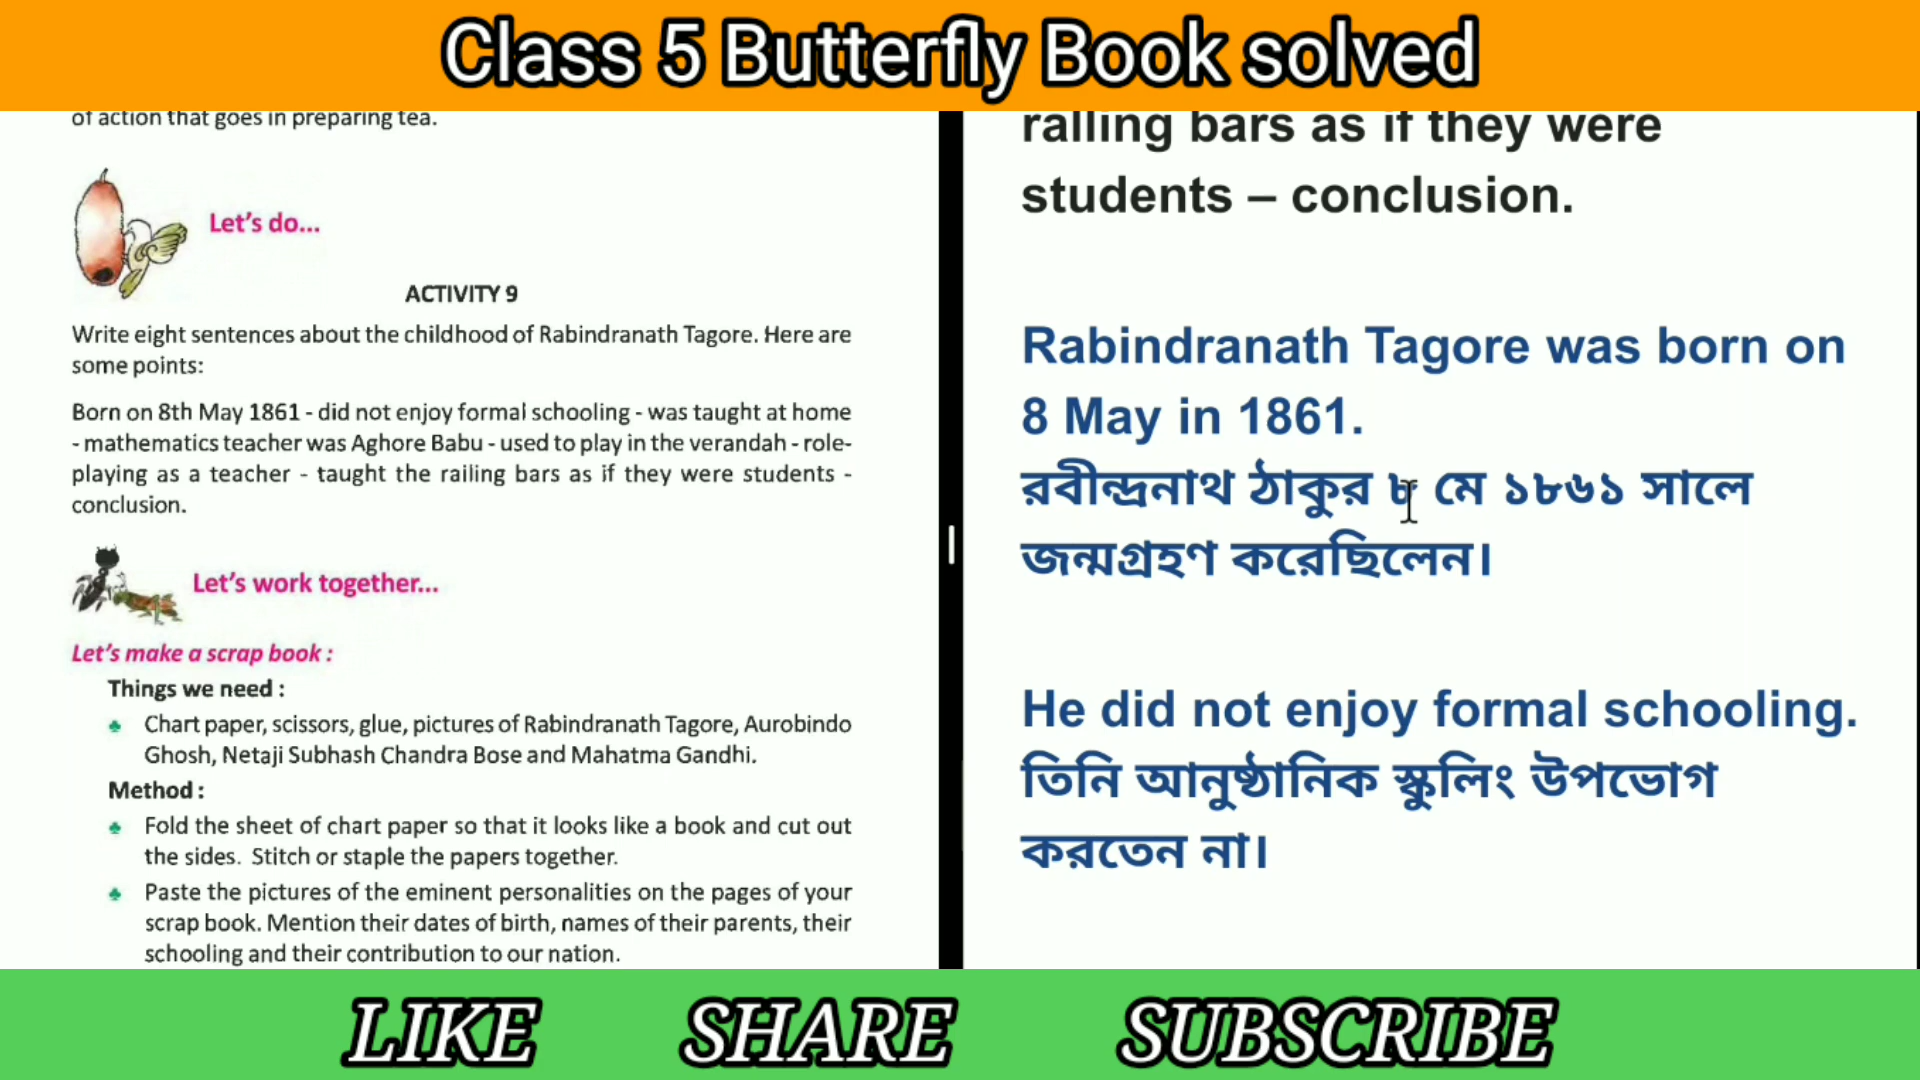 Class 5 Butterfly Book solved
of action that goes in preparing tea.
Let's do...
ACTIVITY 9
Write eight sentences about the childhood of Rabindranath Tagore. Here are
some points:
Born on 8th May 1861 - did not enjoy formal schooling - was taught at home
- mathematics teacher was Aghore Babu - used to play in the verandah - role-
playing as a teacher - taught the railing bars as if they were students -
conclusion.
Let's work together...
Let's make a scrap book :
Things we need :
Chart paper, scissors, glue, pictures of Rabindranath Tagore, Aurobindo
Ghosh, Netaji Subhash Chandra Bose and Mahatma Gandhi.
Method :
Fold the sheet of chart paper so that it looks like a book and cut out
the sides. Stitch or staple the papers together.
Paste the pictures of the eminent personalities on the pages of your
scrap book. Mention their dates of birth, names of their parents, their
schooling and their contribution to our nation.
railing bars as if they were
students – conclusion.
Rabindranath Tagore was born on
8 May in 1861.
রবীন্দ্রনাথ ঠাকুর ৮ মে ১৮৬১ সালে
জন্মগ্রহণ করেছিলেন।
He did not enjoy formal schooling.
তিনি আনুষ্ঠানিক স্কুলিং উপভোগ
করতেন না।
LIKE SHARE SUBSCRIBE